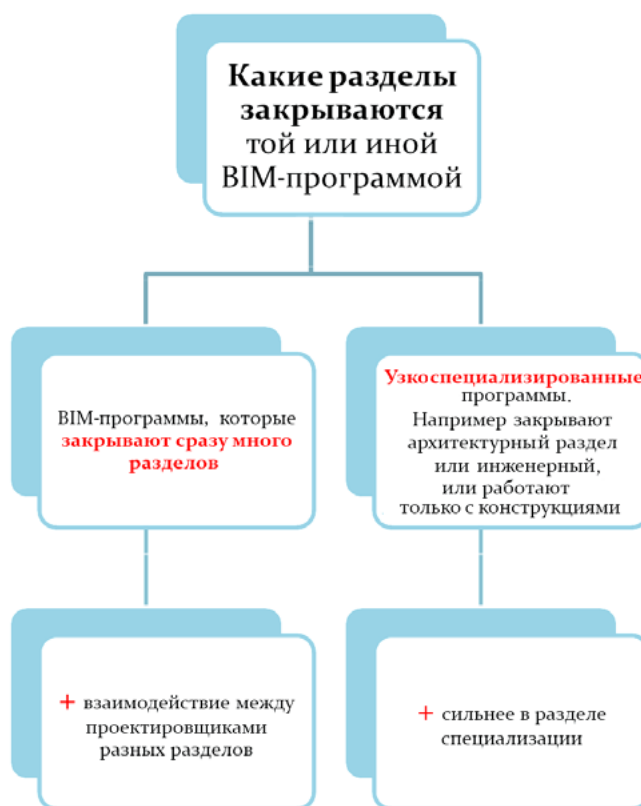 Какие разделы
закрываются
той или иной
BIM-программой
BIM-программы, которые
закрывают сразу много
разделов
Узкоспециализированные
программы.
Например закрывают
архитектурный раздел
или инженерный,
или работают
только с конструкциями
+ взаимодействие между
проектировщиками
разных разделов
+ сильнее в разделе
специализации